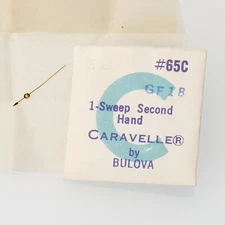 #65C
GF18
1-Sweep Second
Hand
CARAVELLE®
by
BULOVA